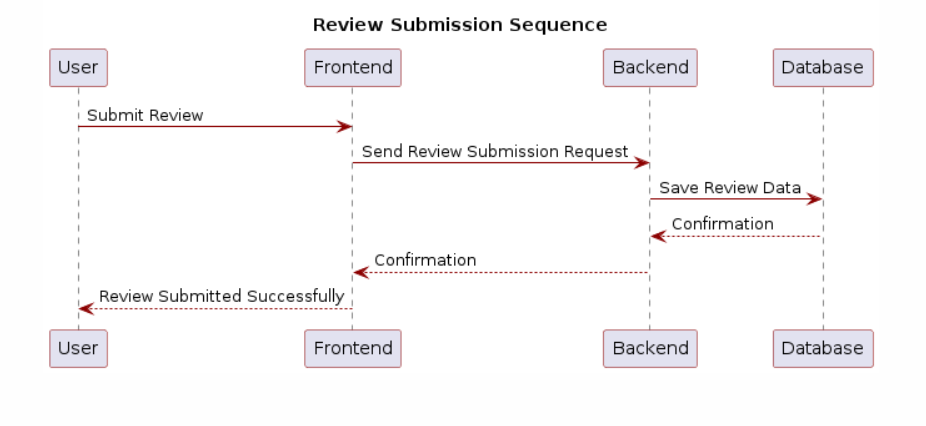 Review Submission Sequence
User Frontend Backend Database
Submit Review
Send Review Submission Request
Save Review Data
Confirmation
Confirmation
Review Submitted Successfully
User Frontend Backend Database